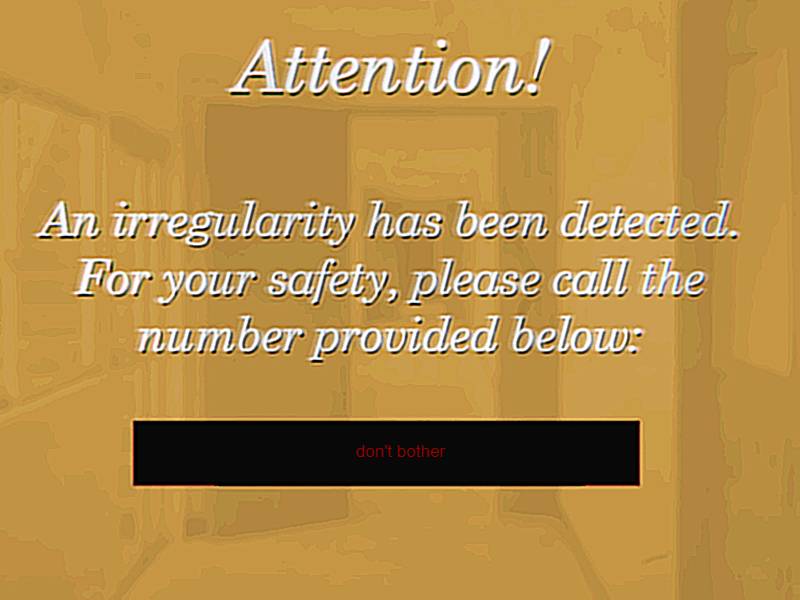 Attention!
An irregularity has been detected.
For your safety, please call the
number provided below:
don't bother